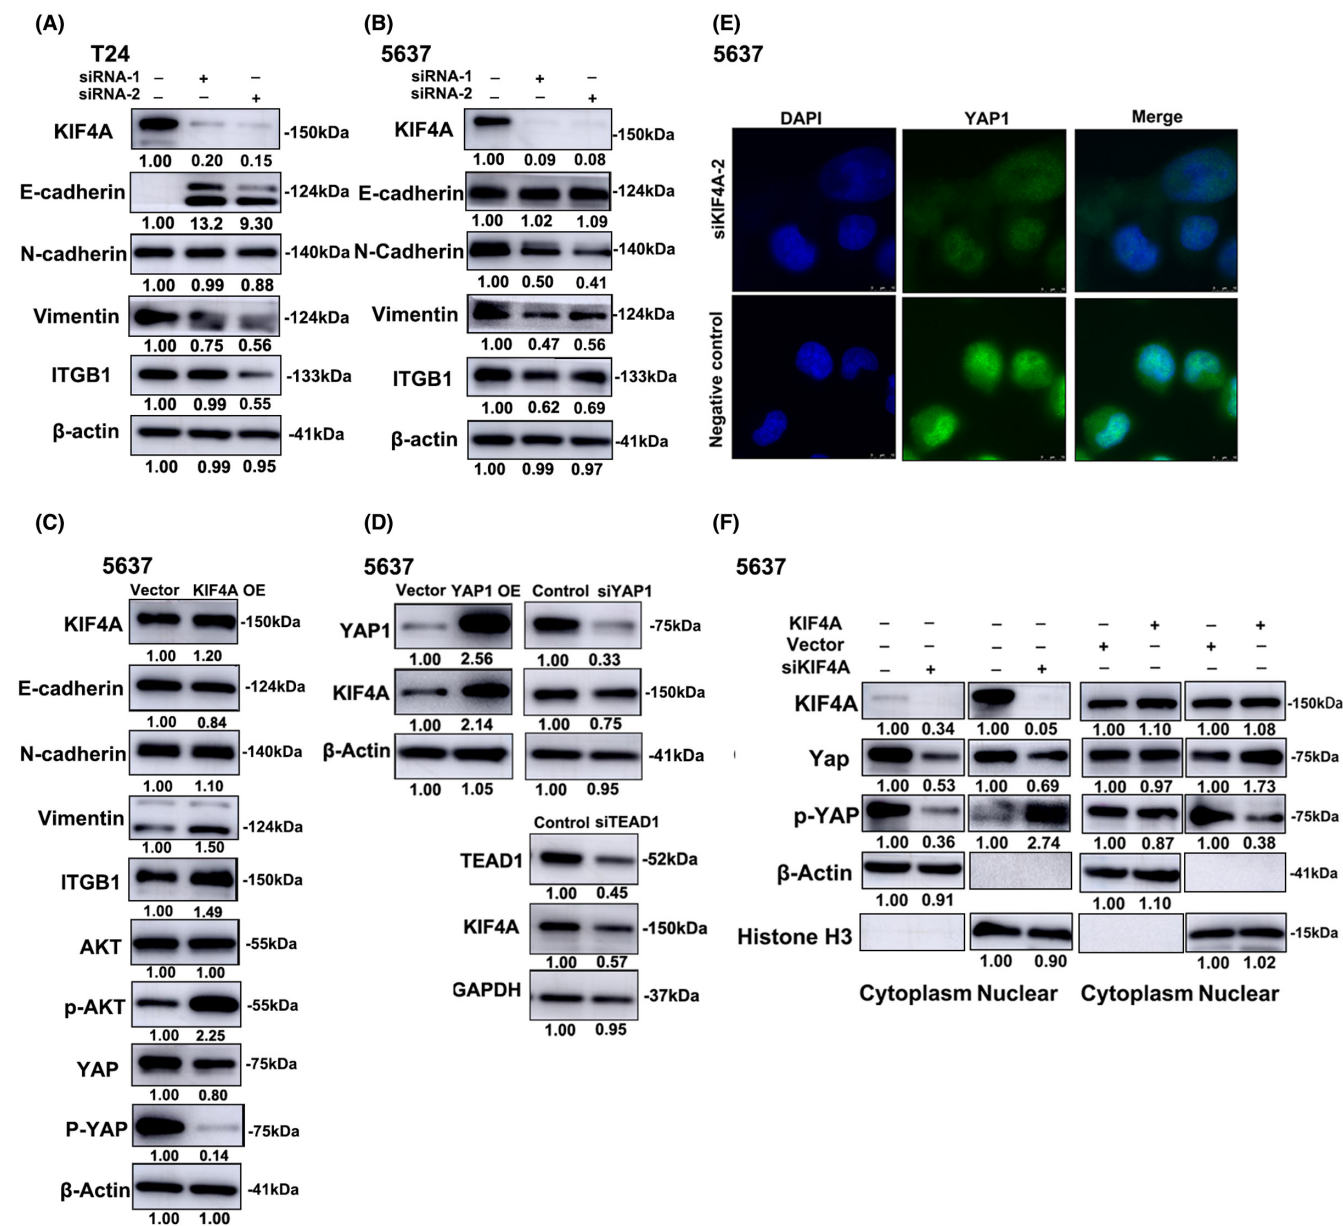 (A)
T24
siRNA-1 – + –
siRNA-2 – – +
KIF4A -150kDa
1.00 0.20 0.15
E-cadherin -124kDa
1.00 13.2 9.30
N-cadherin -140kDa
1.00 0.99 0.88
Vimentin -124kDa
1.00 0.75 0.56
ITGB1 -133kDa
1.00 0.99 0.55
β-actin -41kDa
1.00 0.99 0.95
(B)
5637
siRNA-1 – + –
siRNA-2 – – +
KIF4A -150kDa
1.00 0.09 0.08
E-cadherin -124kDa
1.00 1.02 1.09
N-Cadherin -140kDa
1.00 0.50 0.41
Vimentin -124kDa
1.00 0.47 0.56
ITGB1 -133kDa
1.00 0.62 0.69
β-actin -41kDa
1.00 0.99 0.97
(E)
5637
DAPI YAP1 Merge
siKIF4A-2
Negative control
(C)
5637
Vector KIF4A OE
KIF4A -150kDa
1.00 1.20
E-cadherin -124kDa
1.00 0.84
N-cadherin -140kDa
1.00 1.10
Vimentin -124kDa
1.00 1.50
ITGB1 -150kDa
1.00 1.49
AKT -55kDa
1.00 1.00
p-AKT -55kDa
1.00 2.25
YAP -75kDa
1.00 0.80
P-YAP -75kDa
1.00 0.14
β-Actin -41kDa
1.00 1.00
(D)
5637
Vector YAP1 OE Control siYAP1
YAP1 -75kDa
1.00 2.56 1.00 0.33
KIF4A -150kDa
1.00 2.14 1.00 0.75
β-Actin -41kDa
1.00 1.05 1.00 0.95
Control siTEAD1
TEAD1 -52kDa
1.00 0.45
KIF4A -150kDa
1.00 0.57
GAPDH -37kDa
1.00 0.95
(F)
5637
KIF4A – – – – – + – +
Vector – – – – + – + –
siKIF4A – + – + – – – –
KIF4A -150kDa
1.00 0.34 1.00 0.05 1.00 1.10 1.00 1.08
Yap -75kDa
1.00 0.53 1.00 0.69 1.00 0.97 1.00 1.73
p-YAP -75kDa
1.00 0.36 1.00 2.74 1.00 0.87 1.00 0.38
β-Actin -41kDa
1.00 0.91 1.00 1.10
Histone H3 -15kDa
1.00 0.90 1.00 1.02
Cytoplasm Nuclear Cytoplasm Nuclear